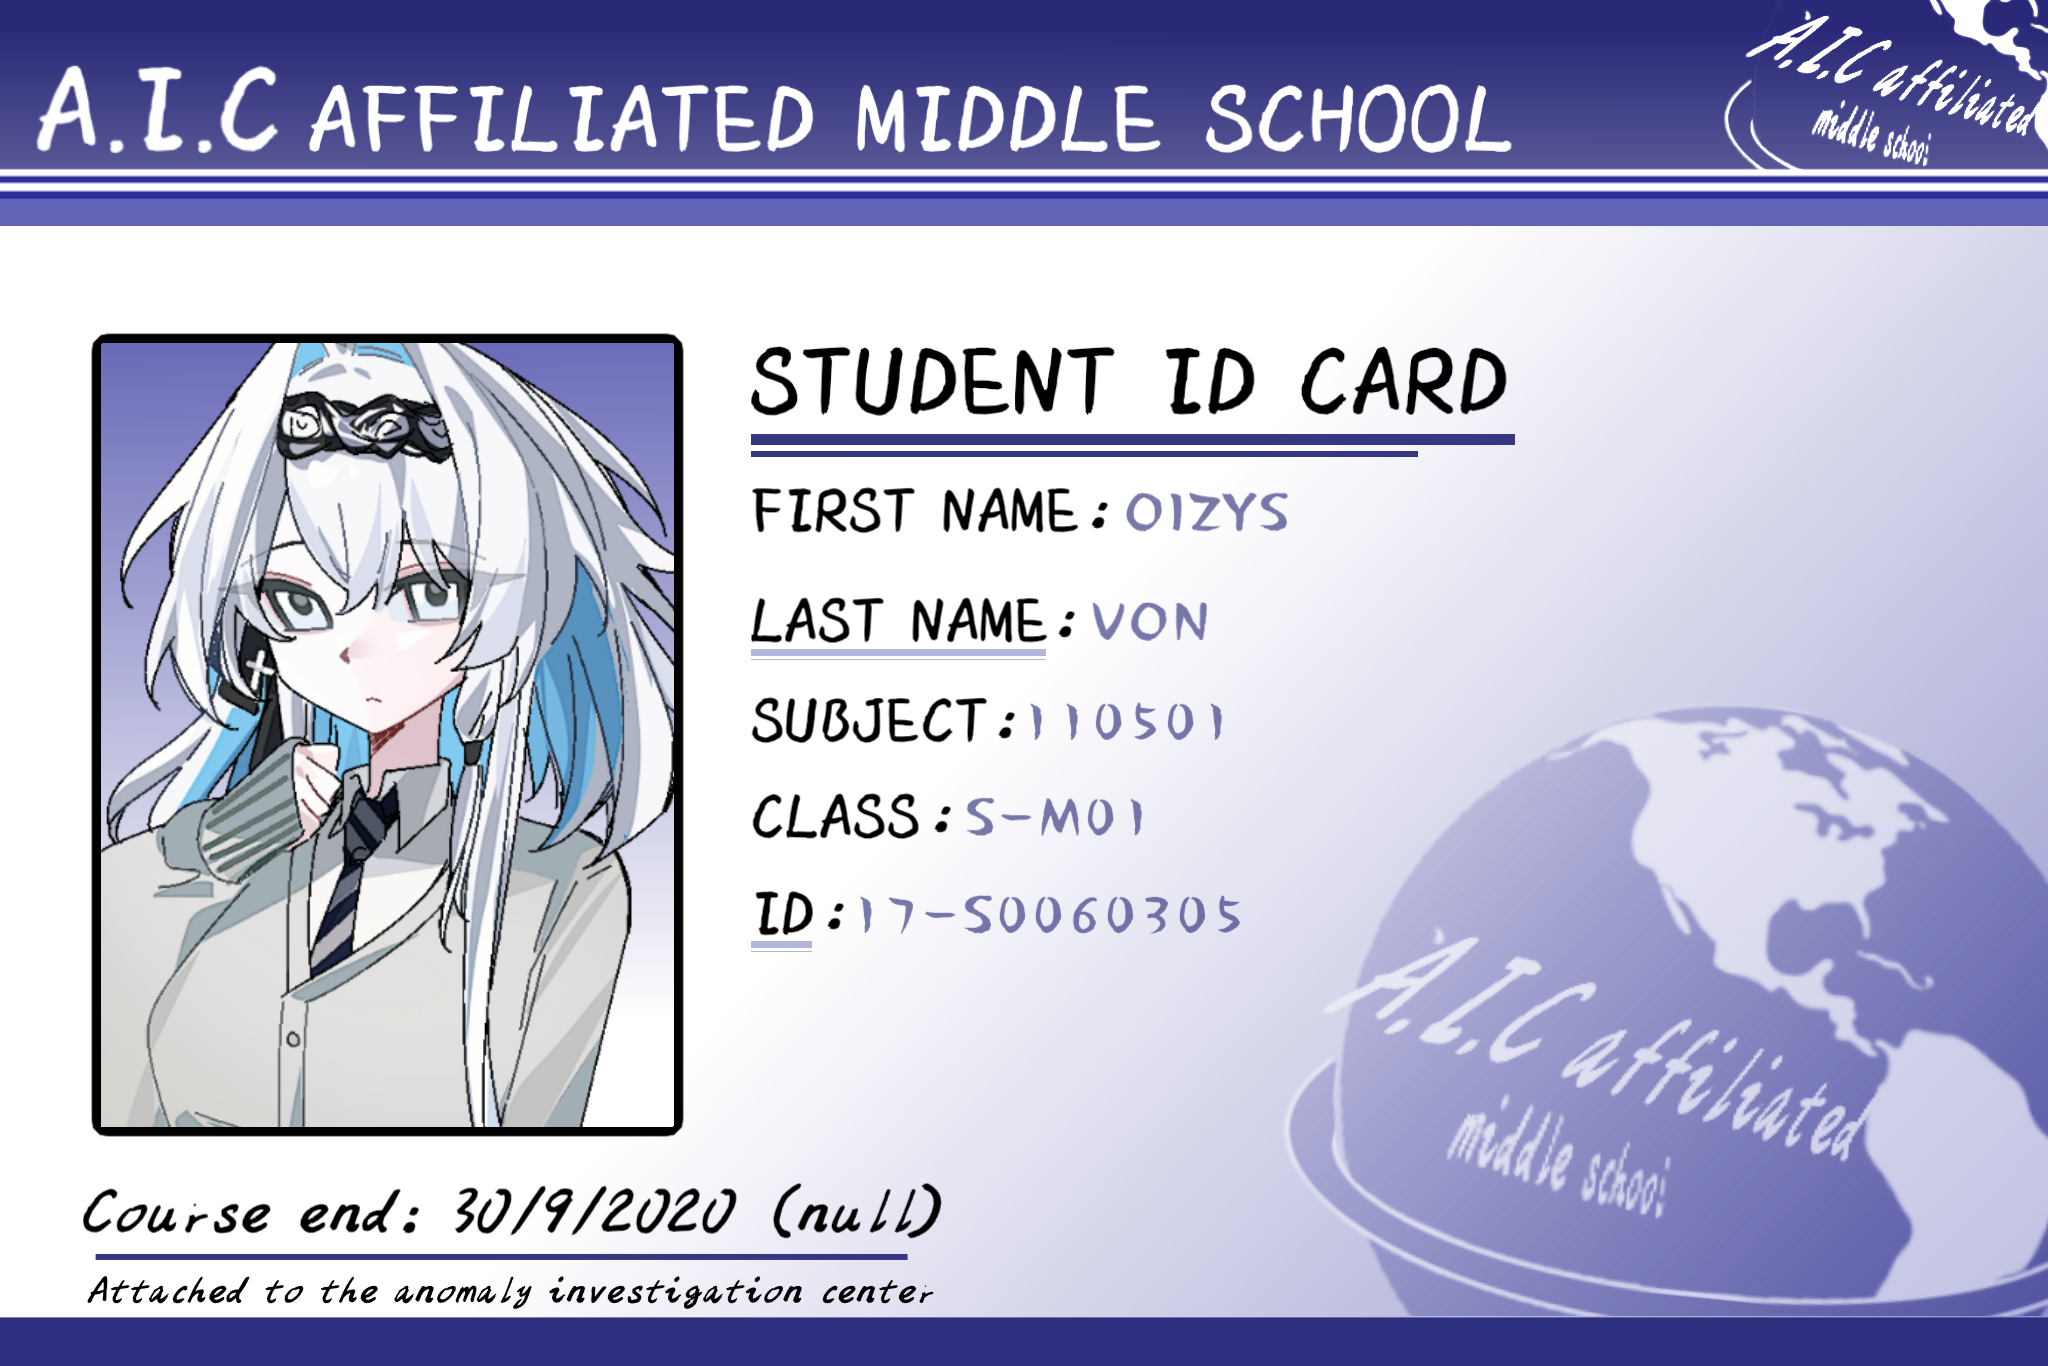 A.I.C AFFILIATED MIDDLE SCHOOL
A.I.C affiliated
middle school
STUDENT ID CARD
FIRST NAME: OIZYS
LAST NAME: VON
SUBJECT: 110501
CLASS: S-M01
ID: 17-S0060305
A.I.C affiliated
middle school
Course end: 30/9/2020 (null)
Attached to the anomaly investigation center